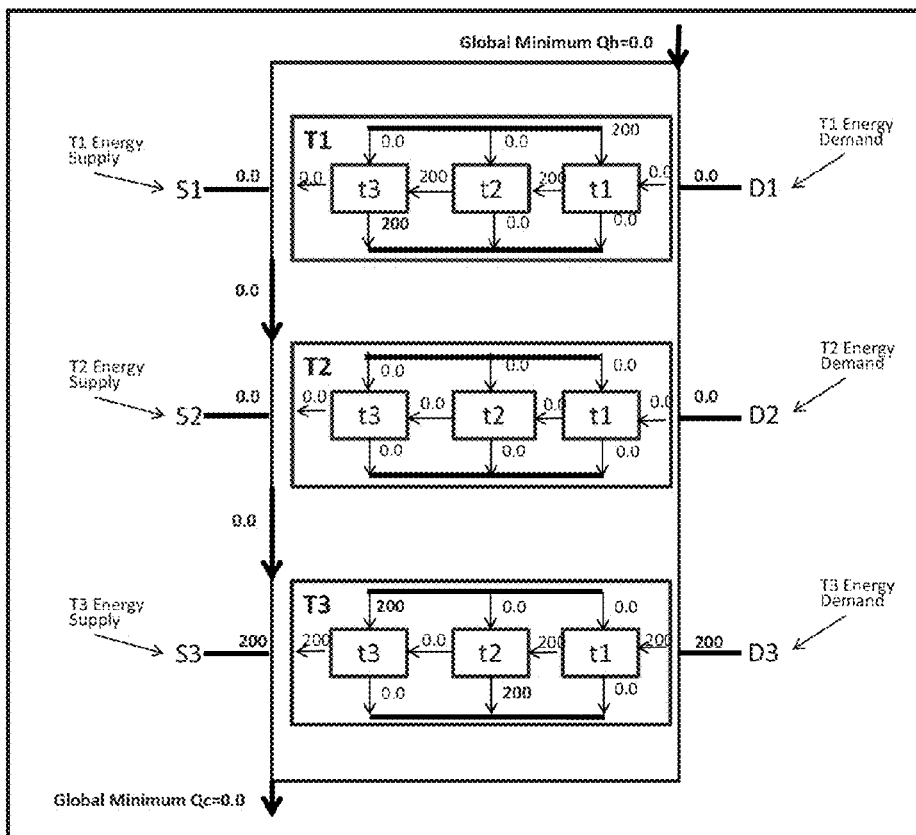 Global Minimum Qh=0.0
T1 Energy
Supply
T1
200
0.0
0.0
T1 Energy
Demand
S1
0.0
0.0
t3
200
t2
200
t1
0.0
0.0
D1
200
0.0
0.0
0.0
T2 Energy
Supply
T2
0.0
0.0
0.0
T2 Energy
Demand
S2
0.0
0.0
t3
0.0
t2
0.0
t1
0.0
0.0
D2
0.0
0.0
0.0
0.0
T3 Energy
Supply
T3
200
0.0
0.0
T3 Energy
Demand
S3
200
200
t3
0.0
t2
200
t1
200
200
D3
0.0
200
0.0
Global Minimum Qc=0.0